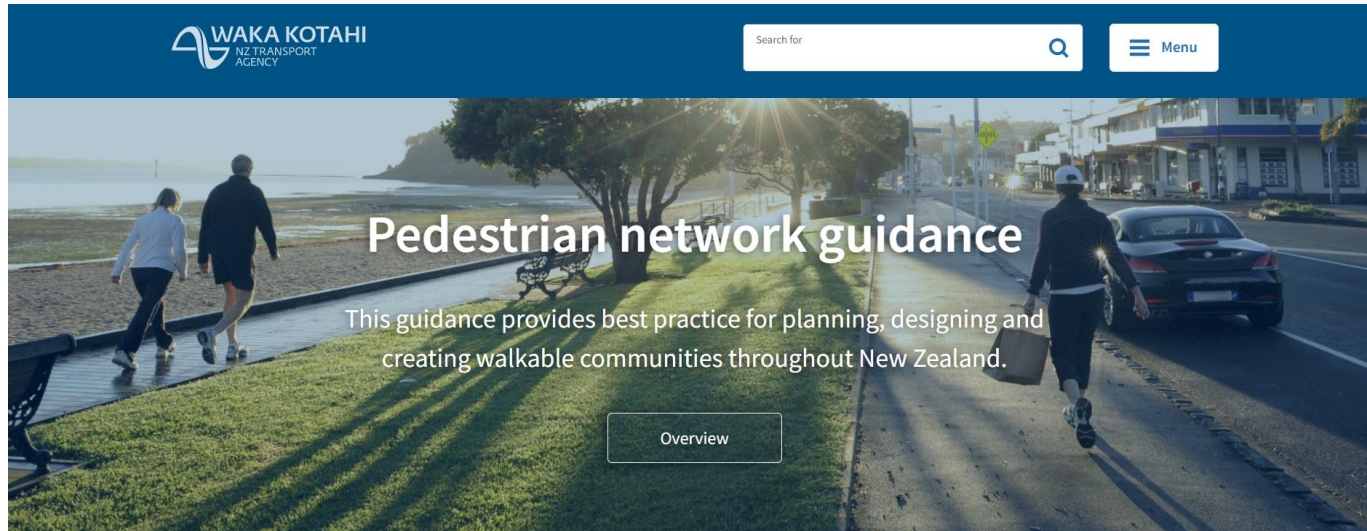 WAKA KOTAHI
NZ TRANSPORT
AGENCY
Search for
Menu
Pedestrian network guidance
This guidance provides best practice for planning, designing and
creating walkable communities throughout New Zealand.
Overview